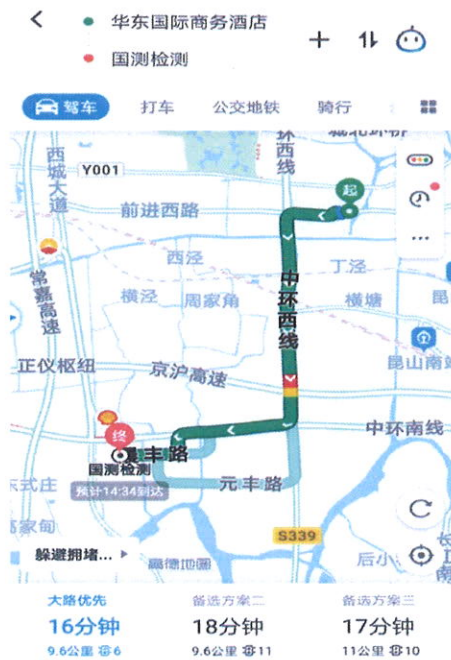 华东国际商务酒店
国测检测
驾车
打车
公交地铁
骑行
西城大道
Y001
环西线
城北环桥
起
前进西路
西泾
丁泾
常嘉高速
横泾
周家角
中环西线
横塘
正仪枢纽
京沪高速
昆山南站
终
中环南线
丰路
国测检测
元丰路
预计14:34到达
S339
躲避拥堵...
高德地图
后小
大路优先
备选方案二
备选方案三
16分钟
18分钟
17分钟
9.6公里 6
9.6公里 11
11公里 10